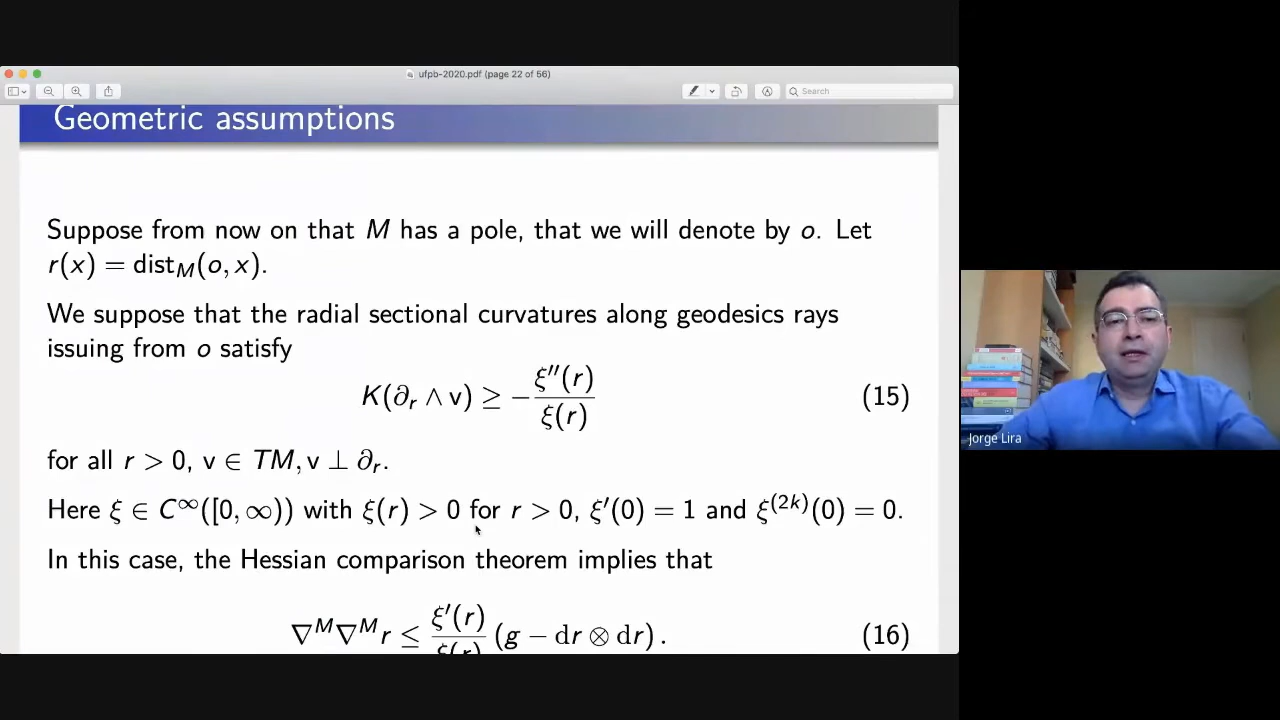 ufpb-2020.pdf (page 22 of 56)
Search
Geometric assumptions
Suppose from now on that M has a pole, that we will denote by o. Let
r(x) = dist_M(o, x).
We suppose that the radial sectional curvatures along geodesics rays
issuing from o satisfy
K(∂_r ∧ v) ≥ −ξ''(r)/ξ(r) (15)
for all r > 0, v ∈ TM, v ⊥ ∂_r.
Here ξ ∈ C^∞([0, ∞)) with ξ(r) > 0 for r > 0, ξ'(0) = 1 and ξ^(2k)(0) = 0.
In this case, the Hessian comparison theorem implies that
∇^M∇^M r ≤ ξ'(r)/ξ(r) (g − dr ⊗ dr). (16)
Jorge Lira